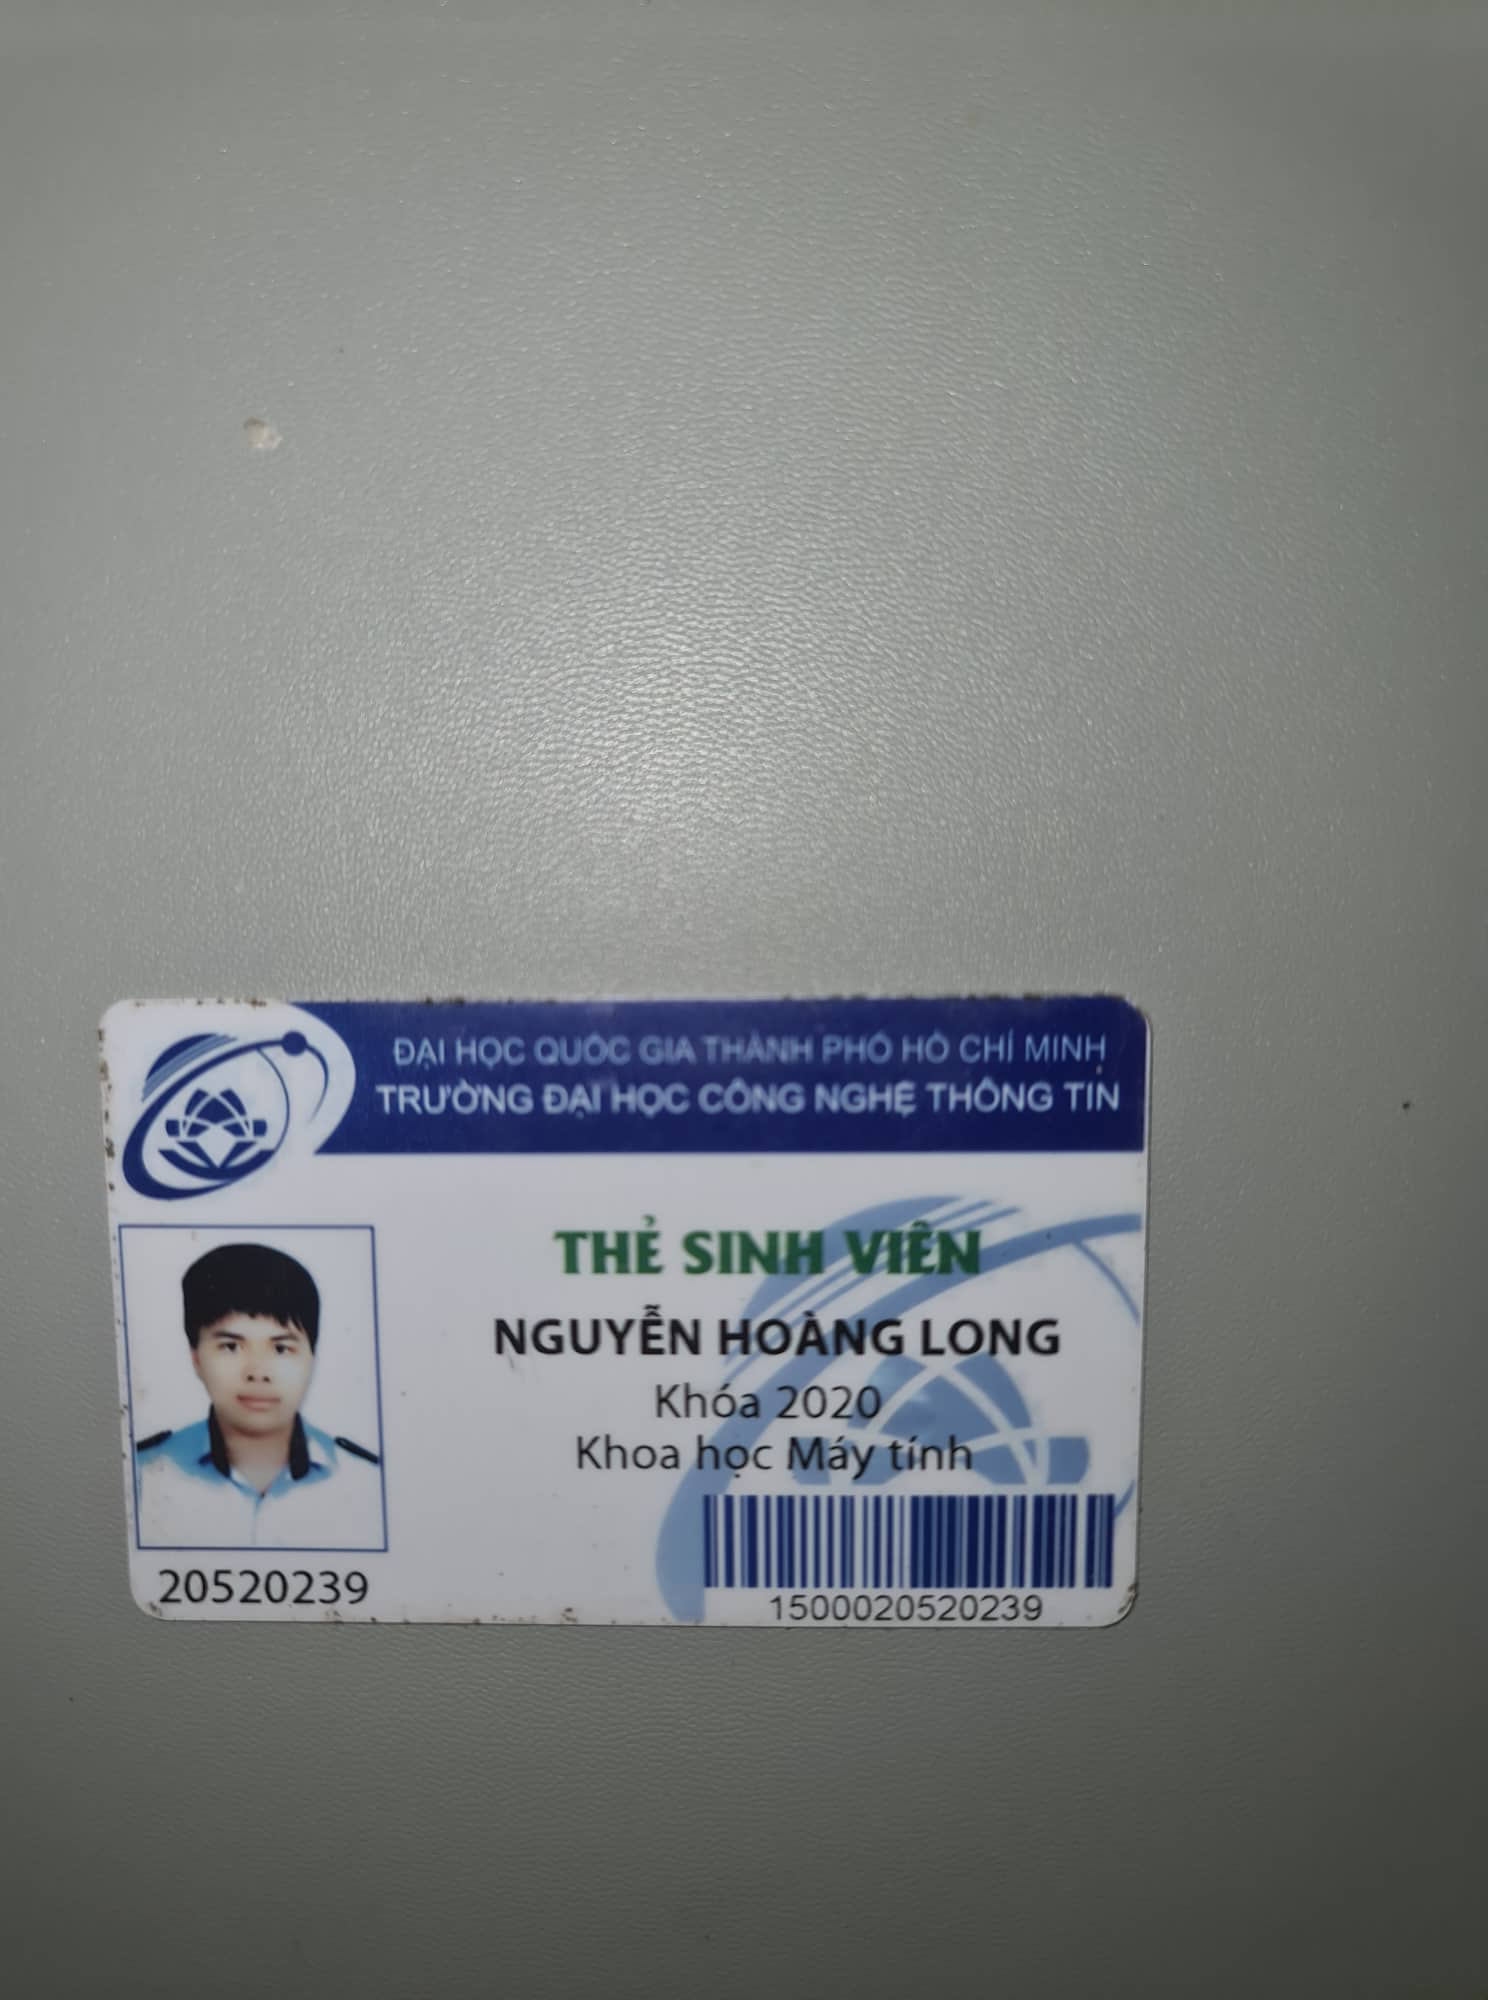 ĐẠI HỌC QUỐC GIA THÀNH PHỐ HỒ CHÍ MINH
TRƯỜNG ĐẠI HỌC CÔNG NGHỆ THÔNG TIN
THẺ SINH VIÊN
NGUYỄN HOÀNG LONG
Khóa 2020
Khoa học Máy tính
20520239
1500020520239